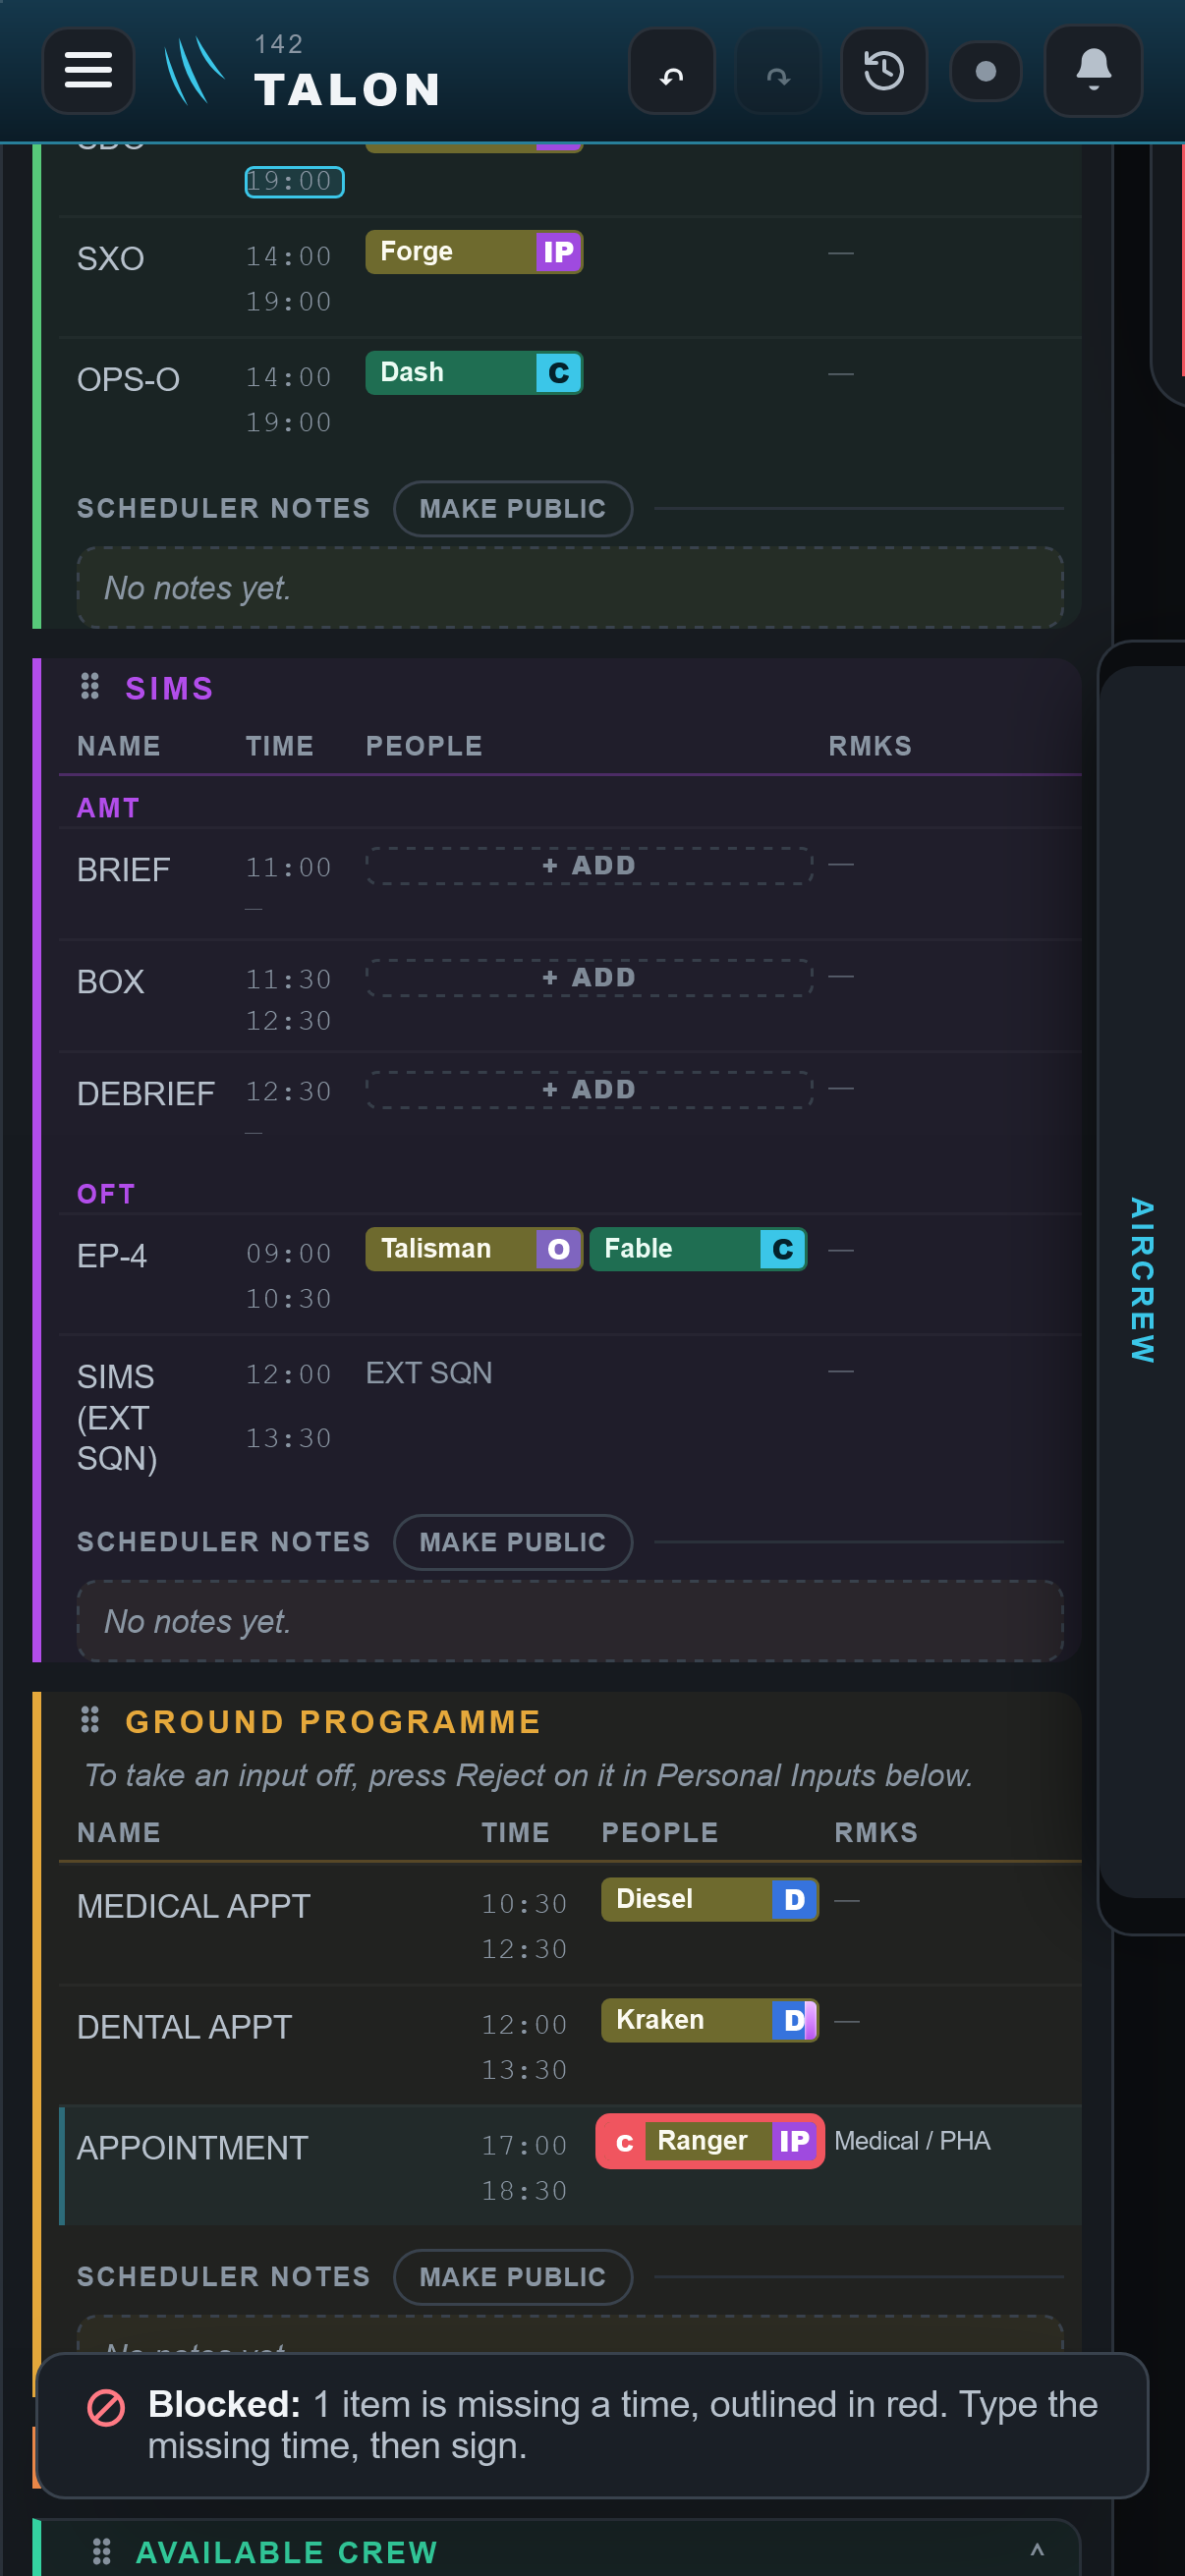 142
TALON
19:00
SXO 14:00 Forge IP —
19:00
OPS-O 14:00 Dash C —
19:00
SCHEDULER NOTES MAKE PUBLIC
No notes yet.
SIMS
NAME TIME PEOPLE RMKS
AMT
BRIEF 11:00 + ADD —
—
BOX 11:30 + ADD —
12:30
DEBRIEF 12:30 + ADD —
—
OFT
EP-4 09:00 Talisman O Fable C —
10:30
SIMS 12:00 EXT SQN —
(EXT
SQN) 13:30
SCHEDULER NOTES MAKE PUBLIC
No notes yet.
AIRCREW
GROUND PROGRAMME
To take an input off, press Reject on it in Personal Inputs below.
NAME TIME PEOPLE RMKS
MEDICAL APPT 10:30 Diesel D —
12:30
DENTAL APPT 12:00 Kraken D —
13:30
APPOINTMENT 17:00 c Ranger IP Medical / PHA
18:30
SCHEDULER NOTES MAKE PUBLIC
Blocked: 1 item is missing a time, outlined in red. Type the
missing time, then sign.
AVAILABLE CREW